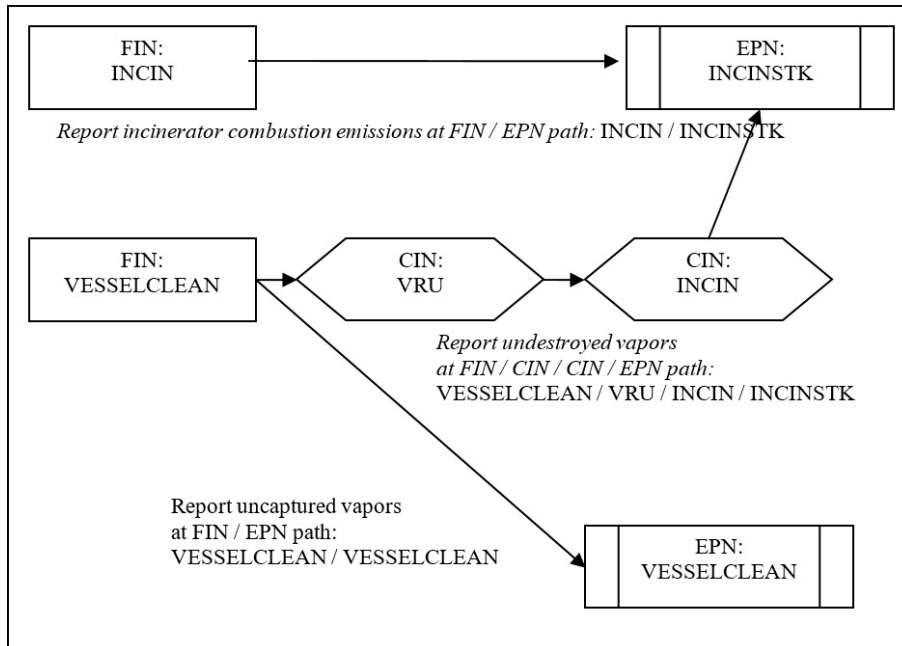 FIN:
INCIN
EPN:
INCINSTK
Report incinerator combustion emissions at FIN / EPN path: INCIN / INCINSTK
FIN:
VESSELCLEAN
CIN:
VRU
CIN:
INCIN
Report undestroyed vapors
at FIN / CIN / CIN / EPN path:
VESSELCLEAN / VRU / INCIN / INCINSTK
Report uncaptured vapors
at FIN / EPN path:
VESSELCLEAN / VESSELCLEAN
EPN:
VESSELCLEAN